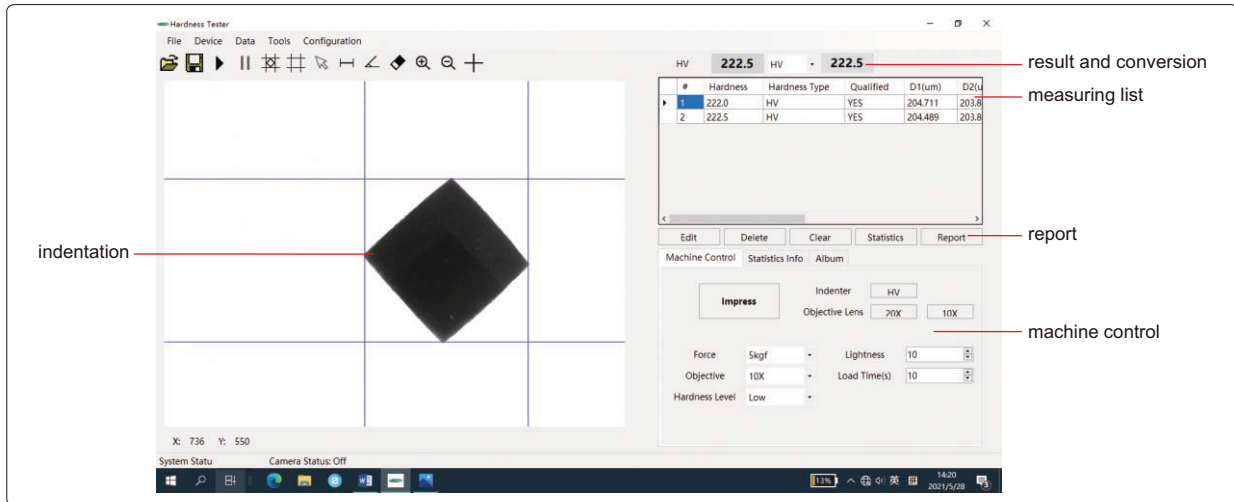 Hardness Tester
File Device Data Tools Configuration
HV 222.5 HV 222.5
result and conversion
# Hardness Hardness Type Qualified D1(um) D2(u
measuring list
1 222.0 HV YES 204.711 203.8
2 222.5 HV YES 204.489 203.8
indentation
Edit Delete Clear Statistics Report
report
Machine Control Statistics Info Album
Impress
Indenter HV
Objective Lens 20X 10X
machine control
Force 5kgf Lightness 10
Objective 10X Load Time(s) 10
Hardness Level Low
X: 736 Y: 550
System Statu Camera Status: Off
13% 英 14:20
2021/5/28
3